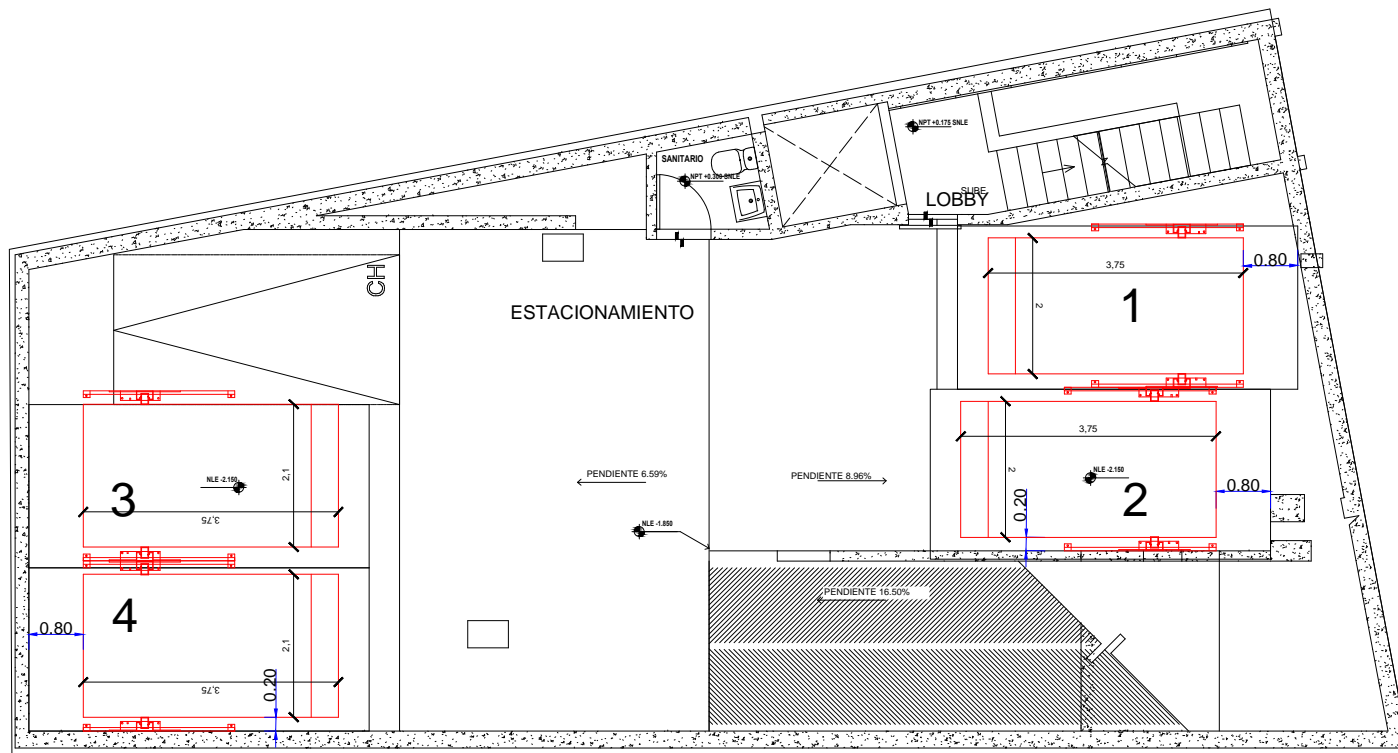 NPT +0.175 SNLE
SANITARIO
NPT +0.300 SNLE
SUBE
LOBBY
CH
ESTACIONAMIENTO
3,75
0.80
2
1
3,75
2
NLE -2.150
2
0.80
0.20
PENDIENTE 6.59%
PENDIENTE 8.96%
NLE -1.850
PENDIENTE 16.50%
NLE -2.150
2,1
3
3,75
4
0.80
2,1
3,75
0.20